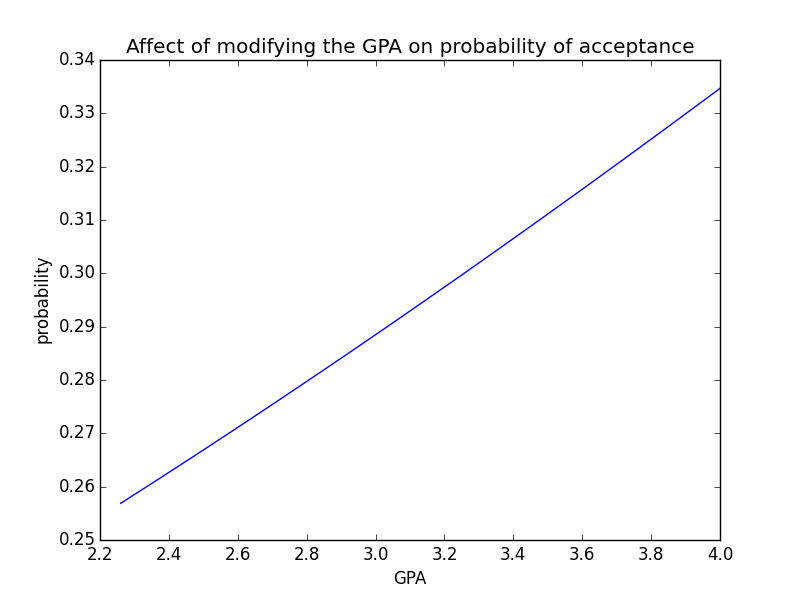 Affect of modifying the GPA on probability of acceptance
0.34
0.33
0.32
0.31
0.30
0.29
0.28
0.27
0.26
0.25
probability
2.2 2.4 2.6 2.8 3.0 3.2 3.4 3.6 3.8 4.0
GPA